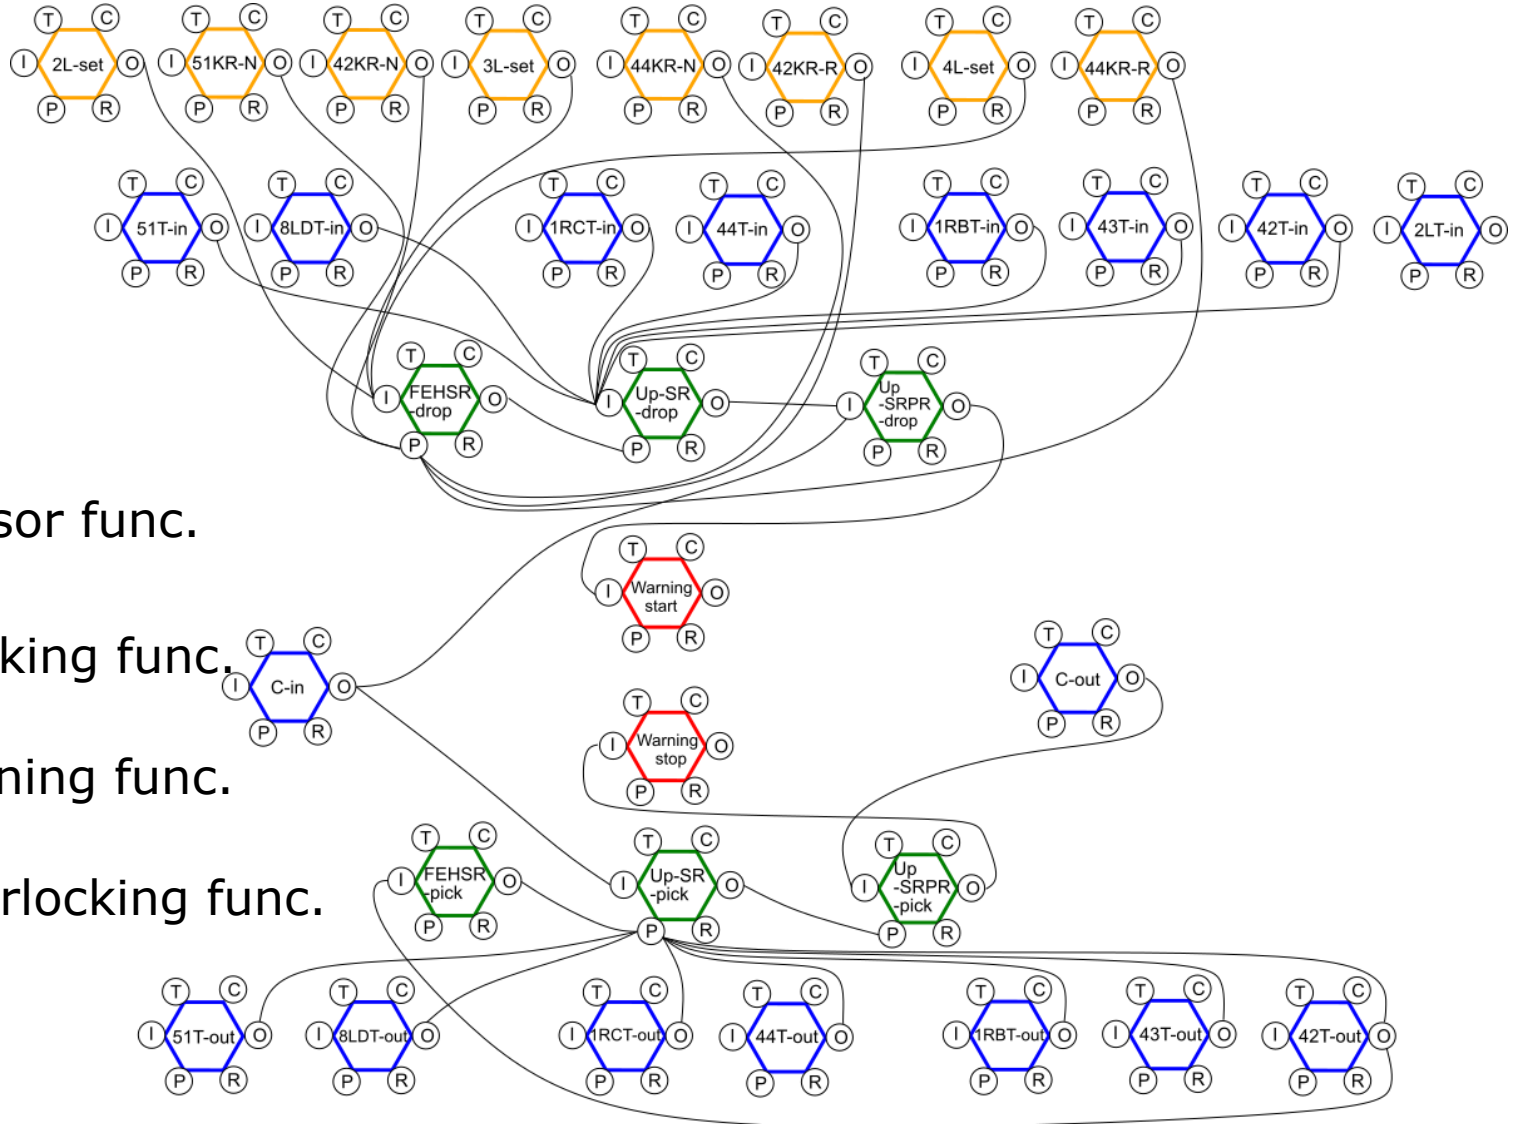 T C T C T C T C T C T C T C T C
I 2L-set O I 51KR-N O I 42KR-N O I 3L-set O I 44KR-N O I 42KR-R O I 4L-set O I 44KR-R O
P R P R P R P R P R P R P R P R
T C T C T C T C T C T C T C T C
I 51T-in O I 8LDT-in O I 1RCT-in O I 44T-in O I 1RBT-in O I 43T-in O I 42T-in O I 2LT-in O
P R P R P R P R P R P R P R P R
T C T C T C
I FEHSR O I Up-SR O I Up O
-drop -drop -SRPR
-drop
P R P R P R
sor func.
T C
I Warning O
start
P R
king func.
T C T C
I C-in O I C-out O
P R P R
T C
I Warning O
stop
P R
ning func.
T C T C T C
I FEHSR O I Up-SR O I Up O
-pick -pick -SRPR
-pick
P R P R P R
rlocking func.
T C T C T C T C T C T C T C
I 51T-out O I 8LDT-out O I 1RCT-out O I 44T-out O I 1RBT-out O I 43T-out O I 42T-out O
P R P R P R P R P R P R P R